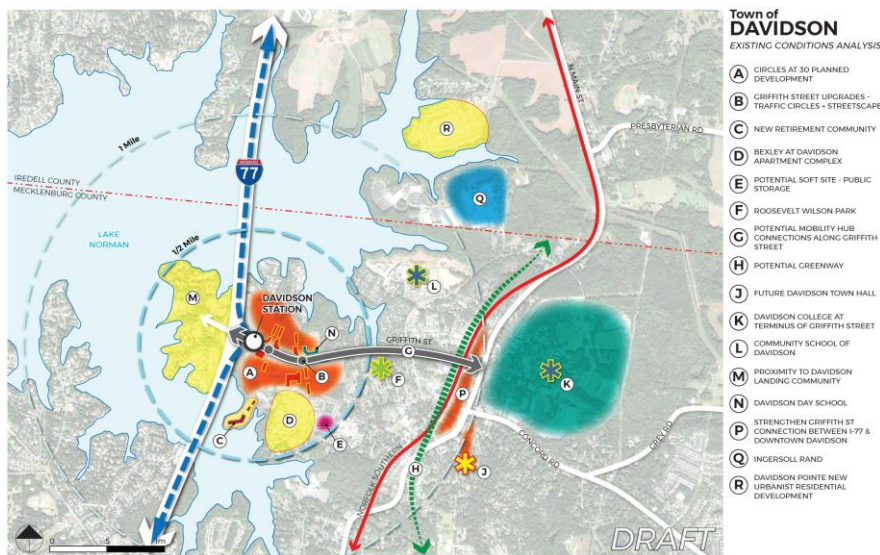 Town of
DAVIDSON
EXISTING CONDITIONS ANALYSIS
A CIRCLES AT 30 PLANNED
DEVELOPMENT
B GRIFFITH STREET UPGRADES -
TRAFFIC CIRCLES + STREETSCAPE
C NEW RETIREMENT COMMUNITY
D BEXLEY AT DAVIDSON
APARTMENT COMPLEX
E POTENTIAL SOFT SITE - PUBLIC
STORAGE
F ROOSEVELT WILSON PARK
G POTENTIAL MOBILITY HUB
CONNECTIONS ALONG GRIFFITH
STREET
H POTENTIAL GREENWAY
J FUTURE DAVIDSON TOWN HALL
K DAVIDSON COLLEGE AT
TERMINUS OF GRIFFITH STREET
L COMMUNITY SCHOOL OF
DAVIDSON
M PROXIMITY TO DAVIDSON
LANDING COMMUNITY
N DAVIDSON DAY SCHOOL
P STRENGTHEN GRIFFITH ST
CONNECTION BETWEEN I-77 &
DOWNTOWN DAVIDSON
Q INGERSOLL RAND
R DAVIDSON POINTE NEW
URBANIST RESIDENTIAL
DEVELOPMENT
N MAIN ST
PRESBYTERIAN RD
R
1 Mile
77
IREDELL COUNTY
MECKLENBURG COUNTY
Q
LAKE
NORMAN
1/2 Mile
L
M
DAVIDSON
STATION
N
GRIFFITH ST
G
A
B
F
K
P
D
C
E
CONCORD RD
GREY RD
NORFOLK SOUTHERN
H
J
0
.5
1m
DRAFT